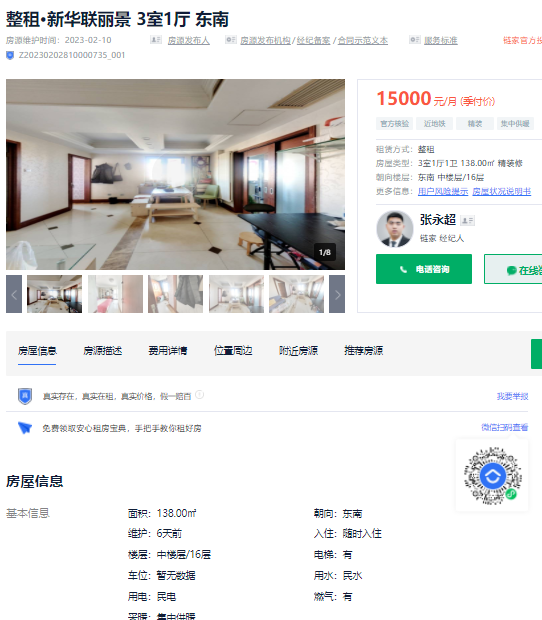 整租·新华联丽景 3室1厅 东南
房源维护时间：2023-02-10 房源发布人 房源发布机构/经纪备案/合同示范文本 服务标准 链家官方
Z20230202810000735_001
15000 元/月 (季付价)
官方核验 近地铁 精装 集中供暖
租赁方式：整租
房屋类型：3室1厅1卫 138.00㎡ 精装修
朝向楼层：东南 中楼层/16层
更多信息：用户风险提示 房屋状况说明书
张永超
链家 经纪人
电话咨询 在线
1/8
房屋信息 房源描述 费用详情 位置周边 附近房源 推荐房源
真实存在，真实在租，真实价格，假一赔百 我要举报
免费领取安心租房宝典，手把手教你租好房 微信扫码查看
房屋信息
基本信息 面积：138.00㎡ 朝向：东南
维护：6天前 入住：随时入住
楼层：中楼层/16层 电梯：有
车位：暂无数据 用水：民水
用电：民电 燃气：有
采暖：集中供暖